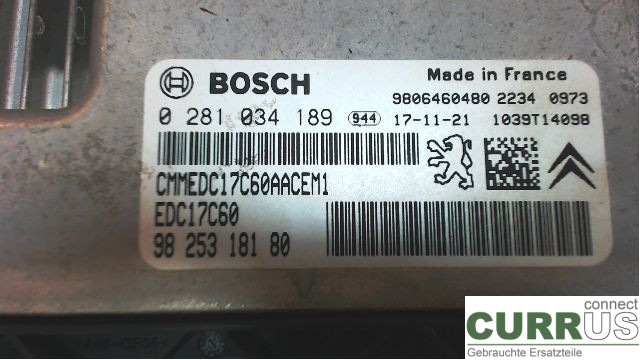 BOSCH
Made in France
9806460480 2234 0973
0 281 034 189 944 17-11-21 1039T14098
CMMEDC17C60AACEM1
EDC17C60
98 253 181 80
connect
CURRUS
Gebrauchte Ersatzteile